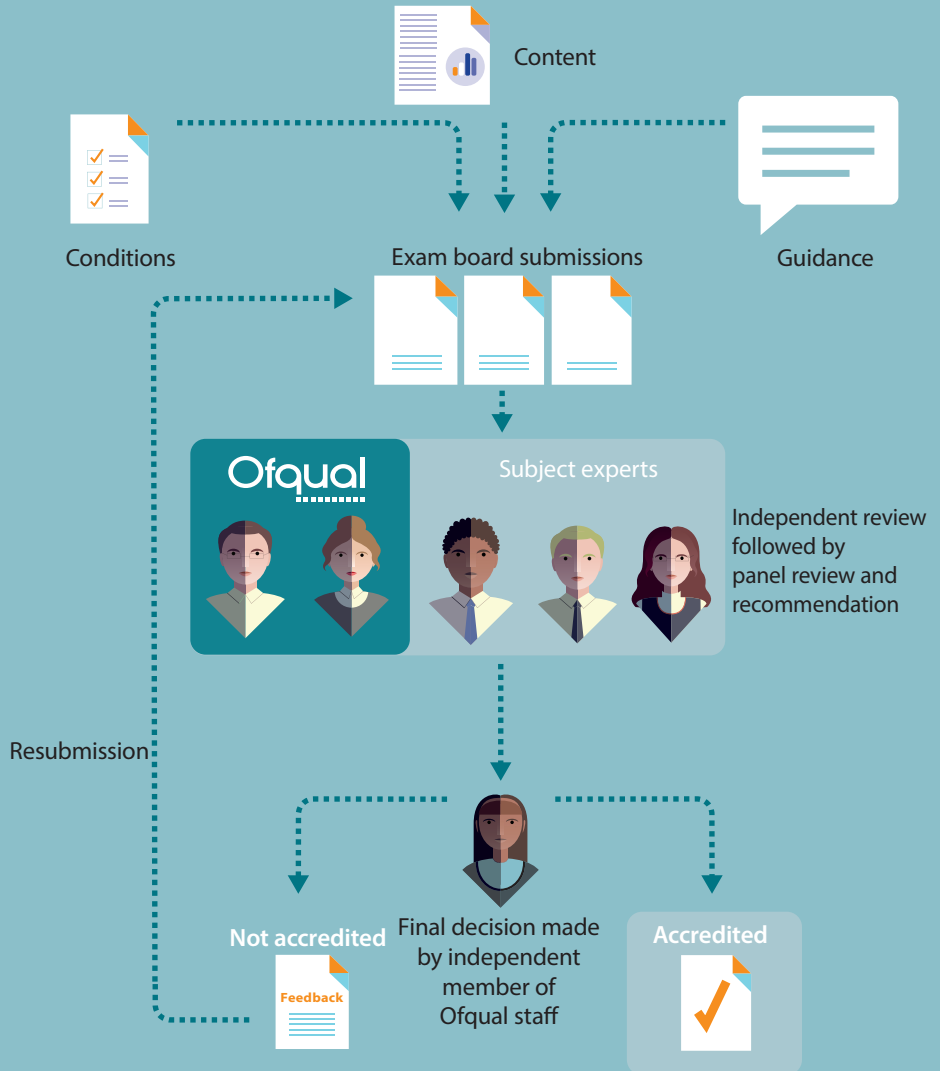 Content
Conditions
Exam board submissions
Guidance
Ofqual
Subject experts
Independent review
followed by
panel review and
recommendation
Resubmission
Not accredited
Feedback
Final decision made
by independent
member of
Ofqual staff
Accredited